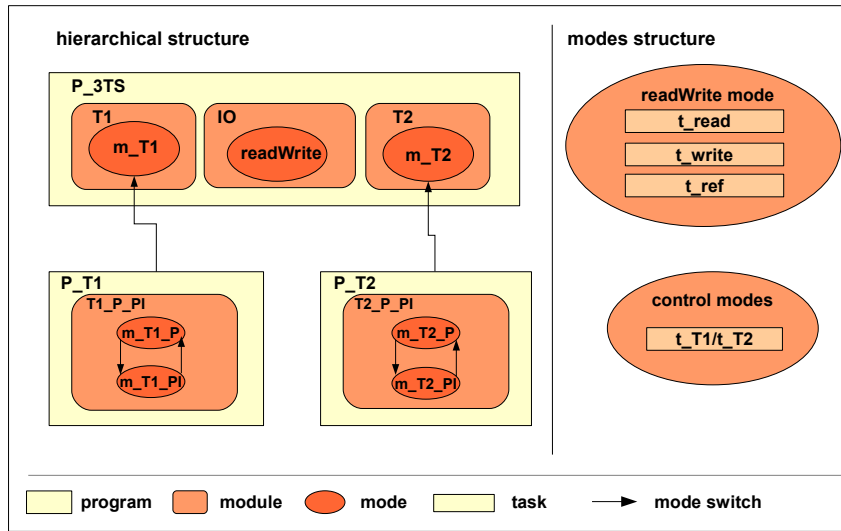 hierarchical structure
modes structure
P_3TS
T1
IO
T2
m_T1
readWrite
m_T2
readWrite mode
t_read
t_write
t_ref
P_T1
T1_P_PI
m_T1_P
m_T1_PI
P_T2
T2_P_PI
m_T2_P
m_T2_PI
control modes
t_T1/t_T2
program
module
mode
task
mode switch